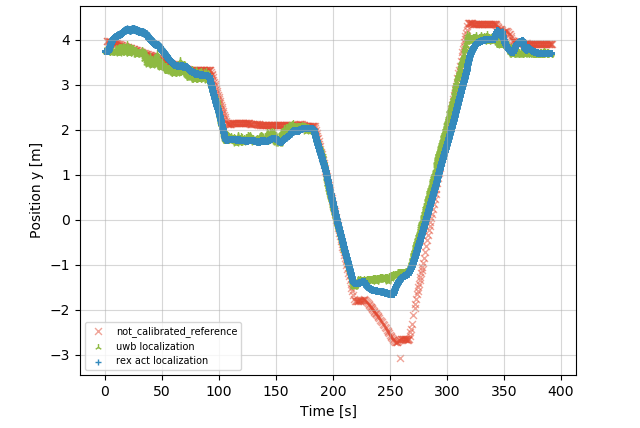 4
3
2
1
0
−1
−2
−3
Position y [m]
not_calibrated_reference
uwb localization
rex act localization
0 50 100 150 200 250 300 350 400
Time [s]